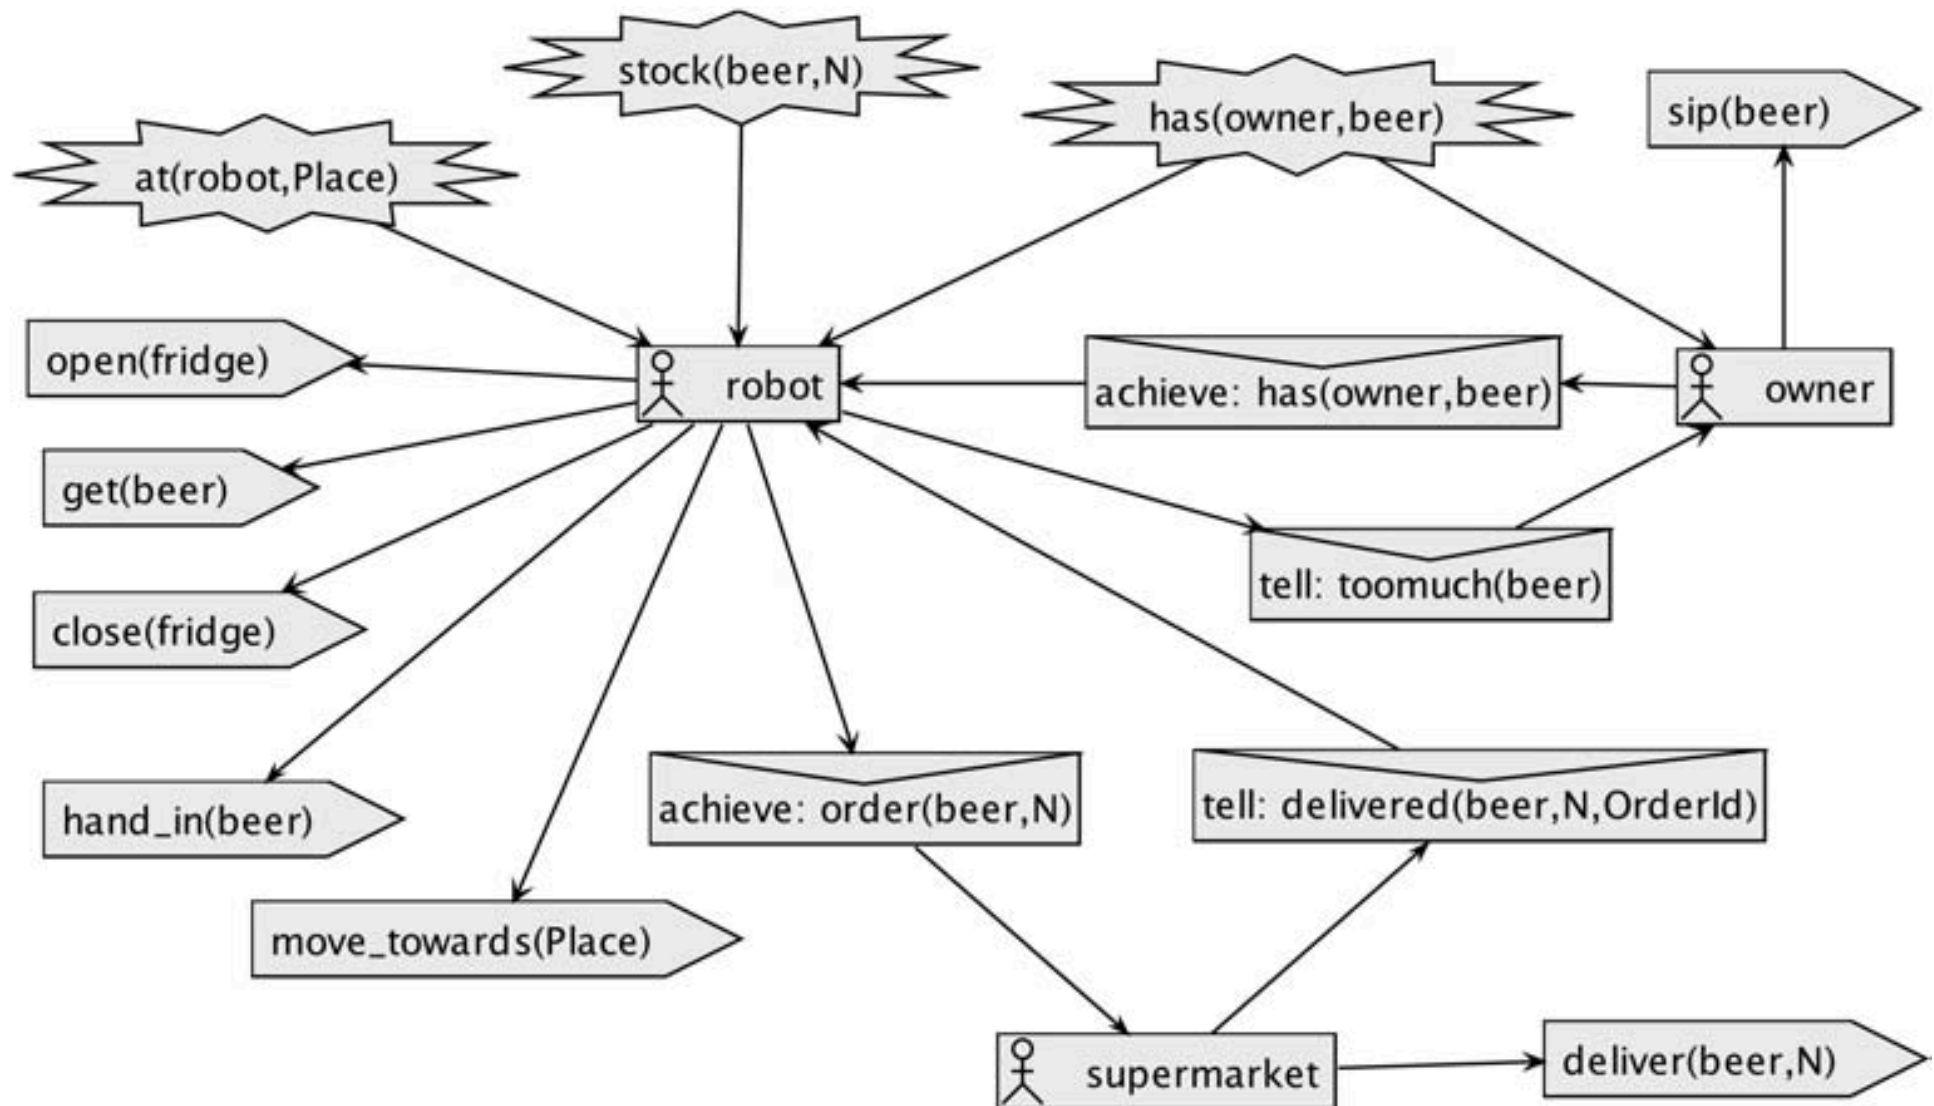 stock(beer,N)
has(owner,beer)
sip(beer)
at(robot,Place)
open(fridge)
robot
achieve: has(owner,beer)
owner
get(beer)
tell: toomuch(beer)
close(fridge)
hand_in(beer)
achieve: order(beer,N)
tell: delivered(beer,N,OrderId)
move_towards(Place)
supermarket
deliver(beer,N)